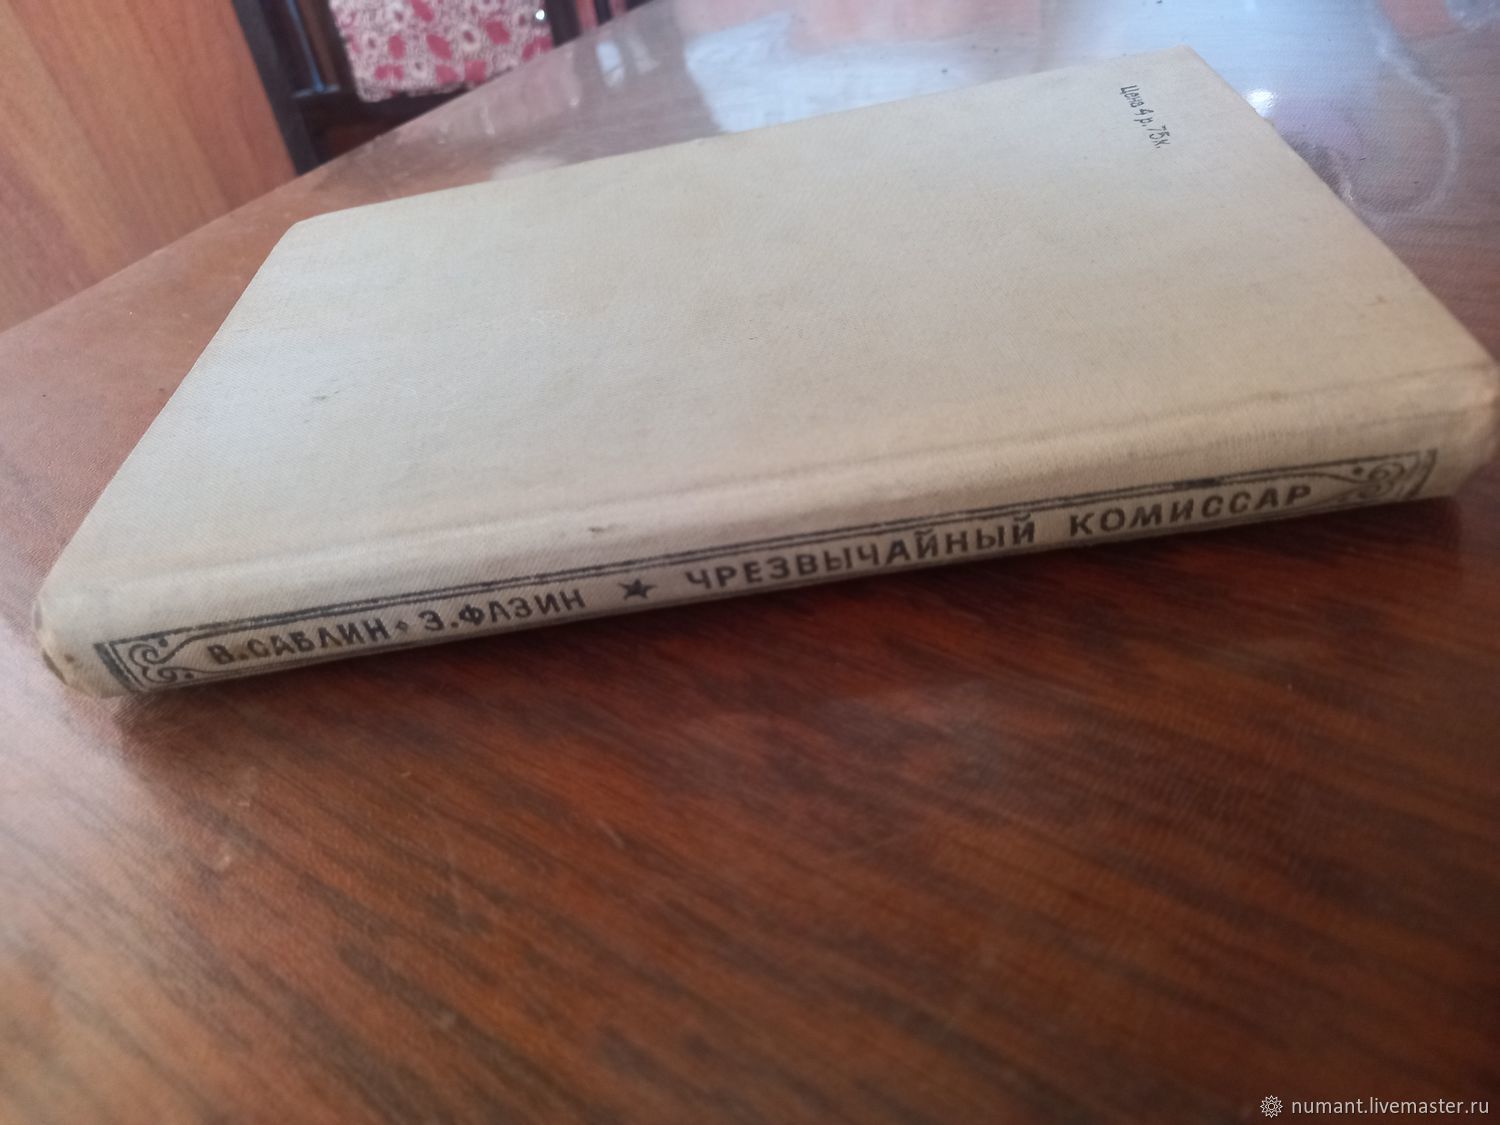 Цена 4 р. 75 к.
В. САБЛИН Э. ФАЗИН ★ ЧРЕЗВЫЧАЙНЫЙ КОМИССАР
numant.livemaster.ru